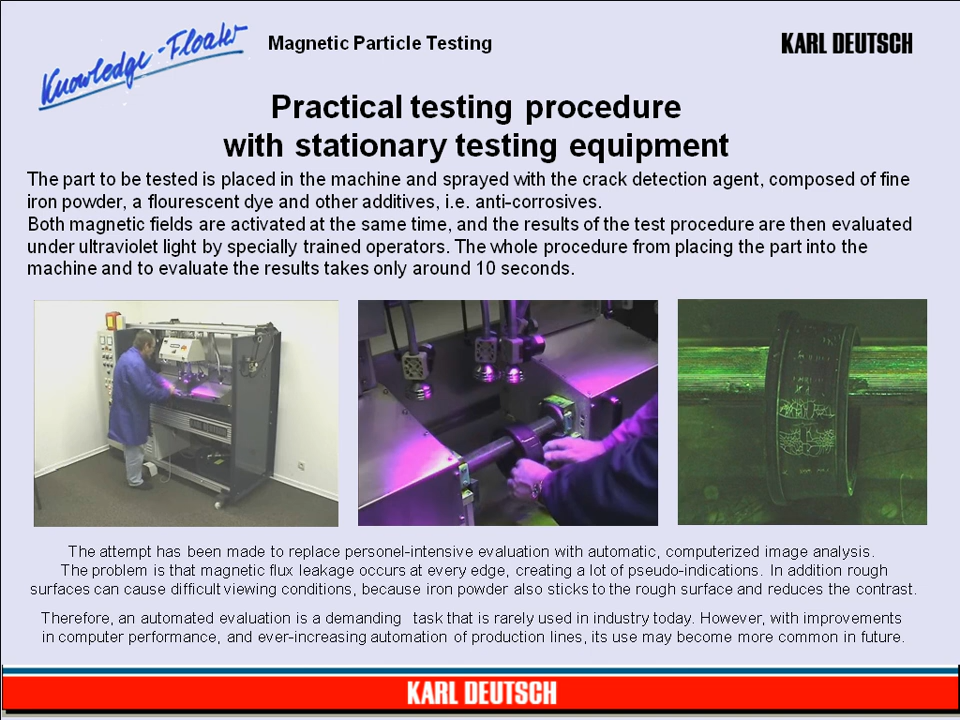 Knowledge-Floater
Magnetic Particle Testing
KARL DEUTSCH
Practical testing procedure
with stationary testing equipment
The part to be tested is placed in the machine and sprayed with the crack detection agent, composed of fine
iron powder, a flourescent dye and other additives, i.e. anti-corrosives.
Both magnetic fields are activated at the same time, and the results of the test procedure are then evaluated
under ultraviolet light by specially trained operators. The whole procedure from placing the part into the
machine and to evaluate the results takes only around 10 seconds.
KARL DEUTSCH
The attempt has been made to replace personel-intensive evaluation with automatic, computerized image analysis.
The problem is that magnetic flux leakage occurs at every edge, creating a lot of pseudo-indications. In addition rough
surfaces can cause difficult viewing conditions, because iron powder also sticks to the rough surface and reduces the contrast.
Therefore, an automated evaluation is a demanding task that is rarely used in industry today. However, with improvements
in computer performance, and ever-increasing automation of production lines, its use may become more common in future.
KARL DEUTSCH